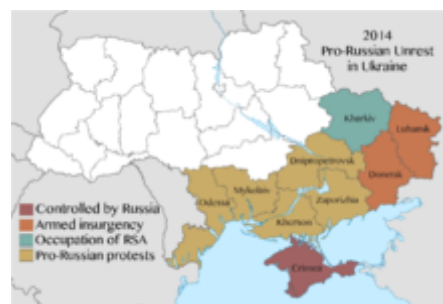 2014
Pro-Russian Unrest
in Ukraine
Kharkiv
Luhansk
Dnipropetrovsk
Donetsk
Mykolaiv
Odessa
Zaporizhia
Kherson
Controlled by Russia
Armed insurgency
Occupation of RSA
Pro-Russian protests
Crimea